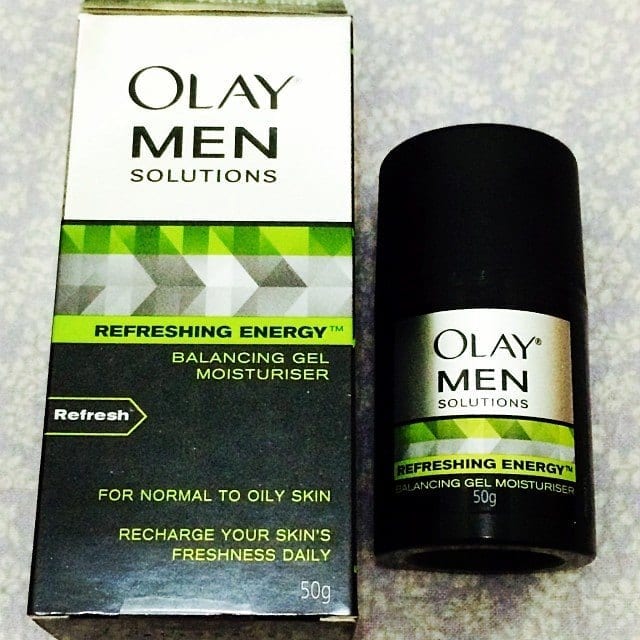 OLAY
MEN
SOLUTIONS
REFRESHING ENERGY™
BALANCING GEL
MOISTURISER
Refresh
FOR NORMAL TO OILY SKIN
RECHARGE YOUR SKIN'S
FRESHNESS DAILY
50g
OLAY®
MEN
SOLUTIONS
REFRESHING ENERGY™
BALANCING GEL MOISTURISER
50g